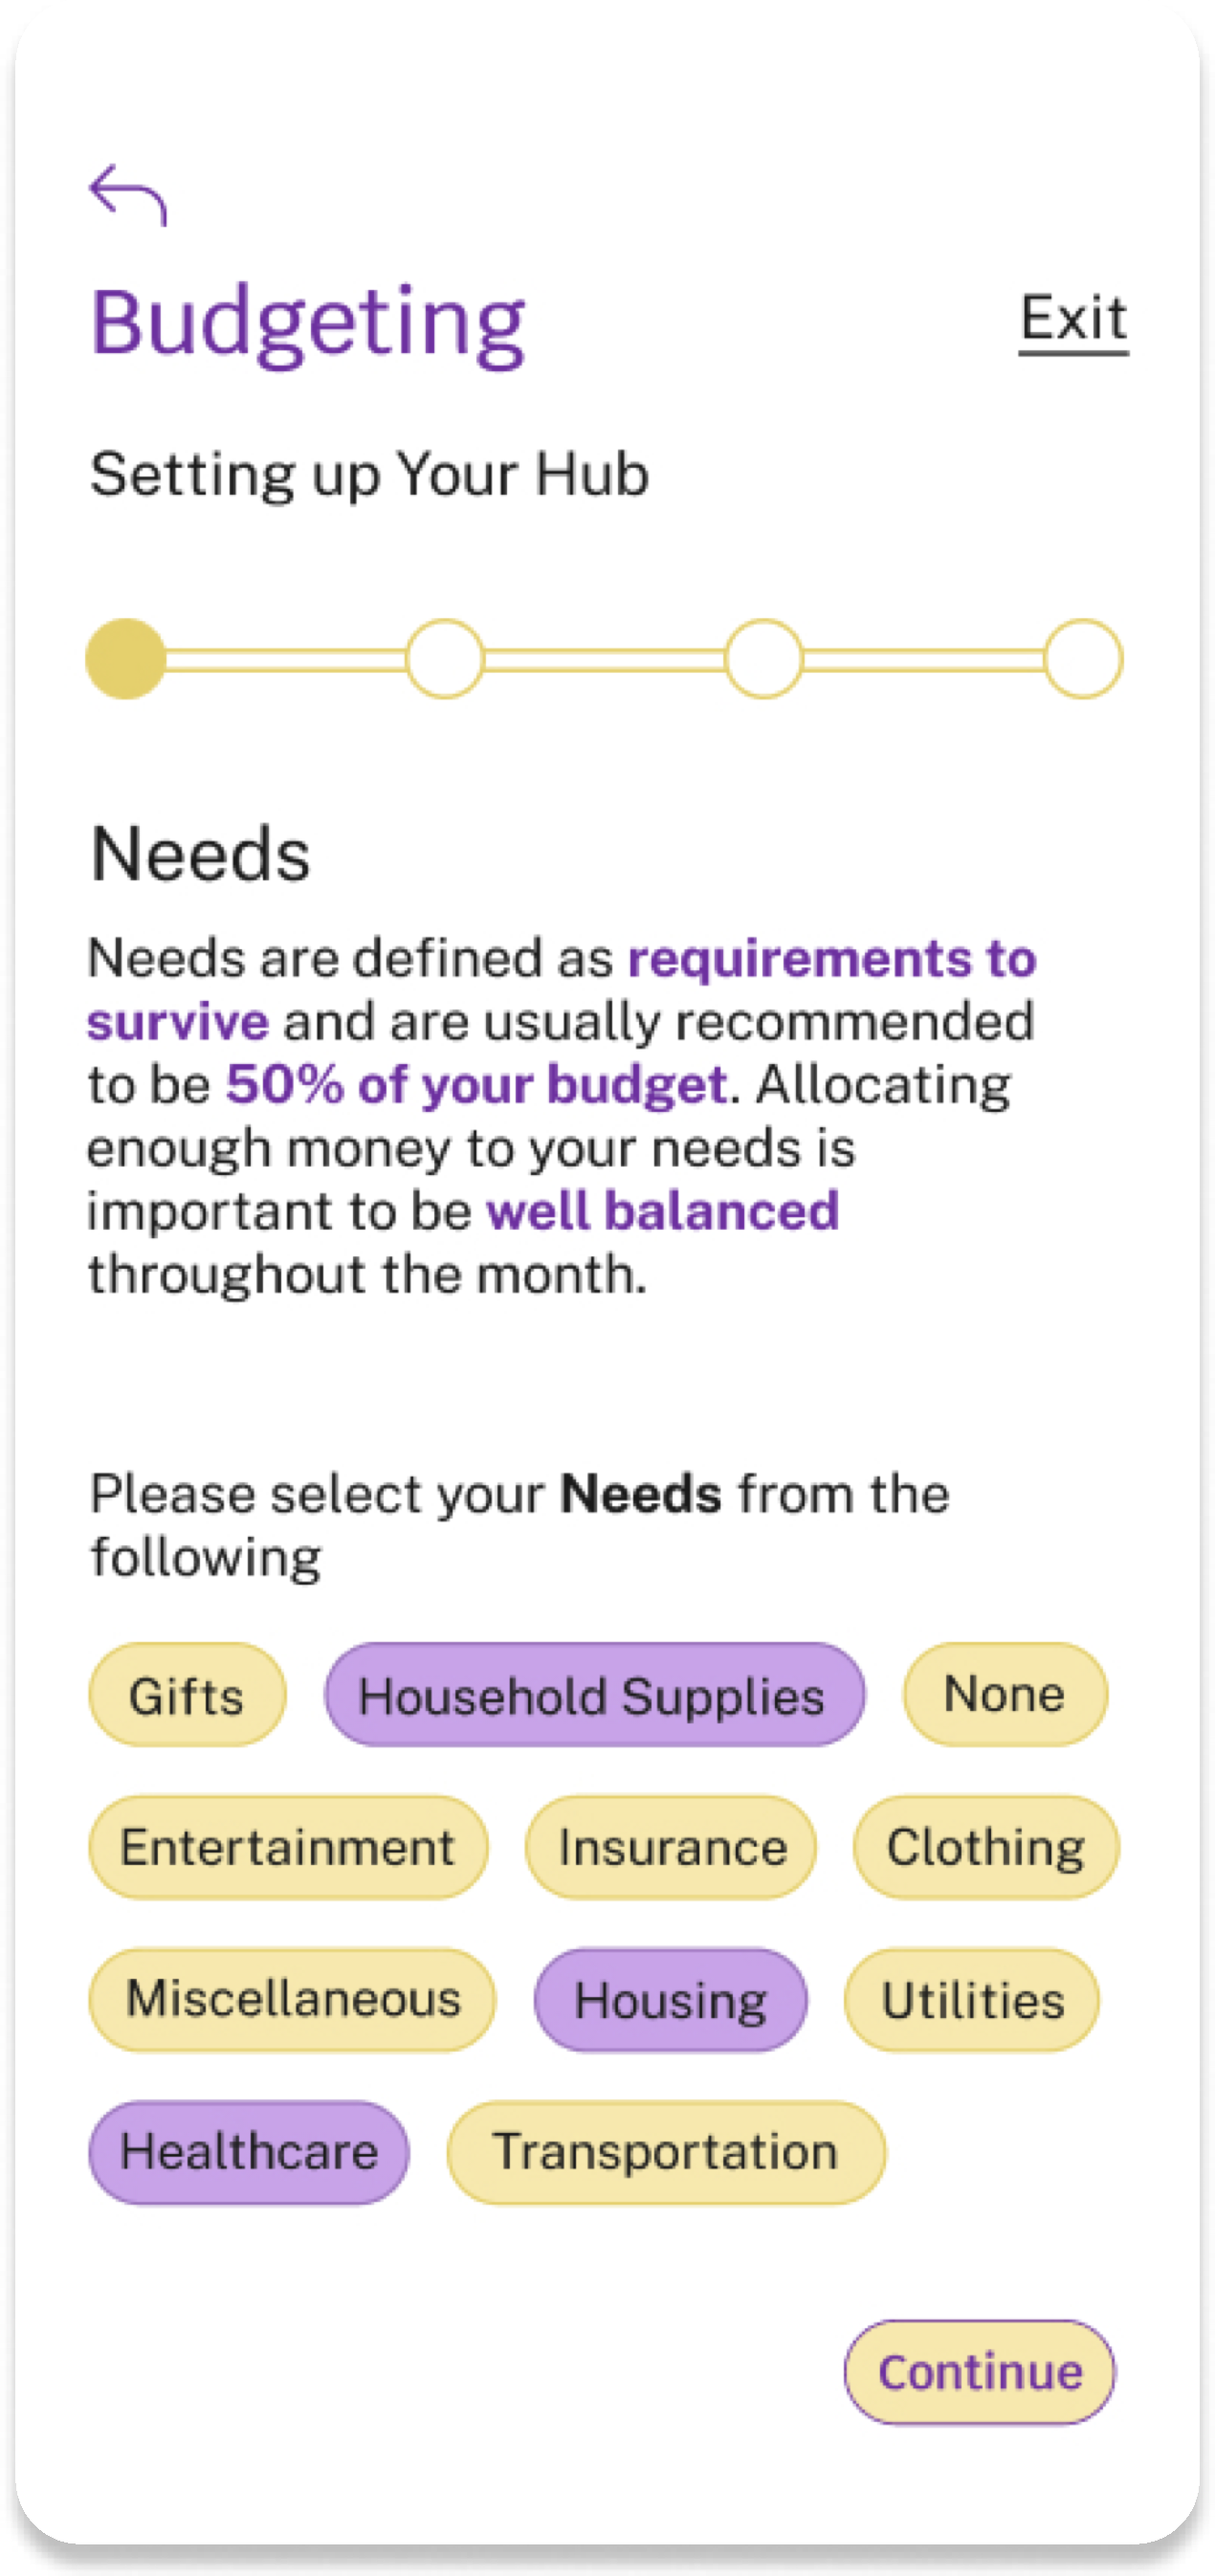 Budgeting
Exit
Setting up Your Hub
Needs
Needs are defined as requirements to
survive and are usually recommended
to be 50% of your budget. Allocating
enough money to your needs is
important to be well balanced
throughout the month.
Please select your Needs from the
following
Gifts
Household Supplies
None
Entertainment
Insurance
Clothing
Miscellaneous
Housing
Utilities
Healthcare
Transportation
Continue